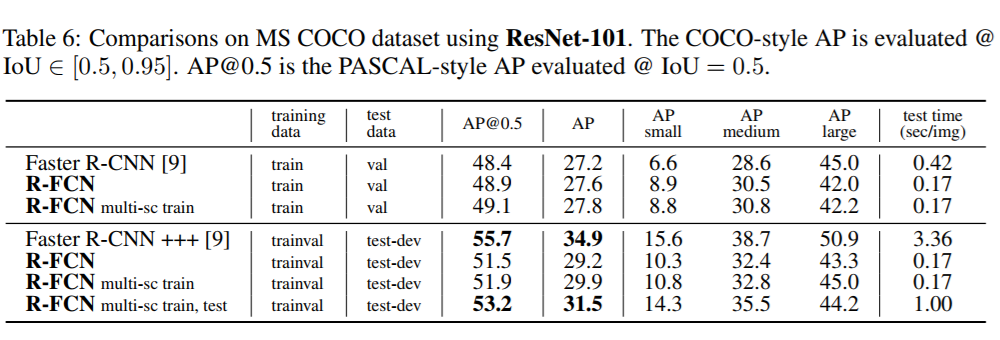 Table 6: Comparisons on MS COCO dataset using ResNet-101. The COCO-style AP is evaluated @
IoU ∈ [0.5, 0.95]. AP@0.5 is the PASCAL-style AP evaluated @ IoU = 0.5.
training data | test data | AP@0.5 | AP | AP small | AP medium | AP large | test time (sec/img)
Faster R-CNN [9] | train | val | 48.4 | 27.2 | 6.6 | 28.6 | 45.0 | 0.42
R-FCN | train | val | 48.9 | 27.6 | 8.9 | 30.5 | 42.0 | 0.17
R-FCN multi-sc train | train | val | 49.1 | 27.8 | 8.8 | 30.8 | 42.2 | 0.17
Faster R-CNN +++ [9] | trainval | test-dev | 55.7 | 34.9 | 15.6 | 38.7 | 50.9 | 3.36
R-FCN | trainval | test-dev | 51.5 | 29.2 | 10.3 | 32.4 | 43.3 | 0.17
R-FCN multi-sc train | trainval | test-dev | 51.9 | 29.9 | 10.8 | 32.8 | 45.0 | 0.17
R-FCN multi-sc train, test | trainval | test-dev | 53.2 | 31.5 | 14.3 | 35.5 | 44.2 | 1.00